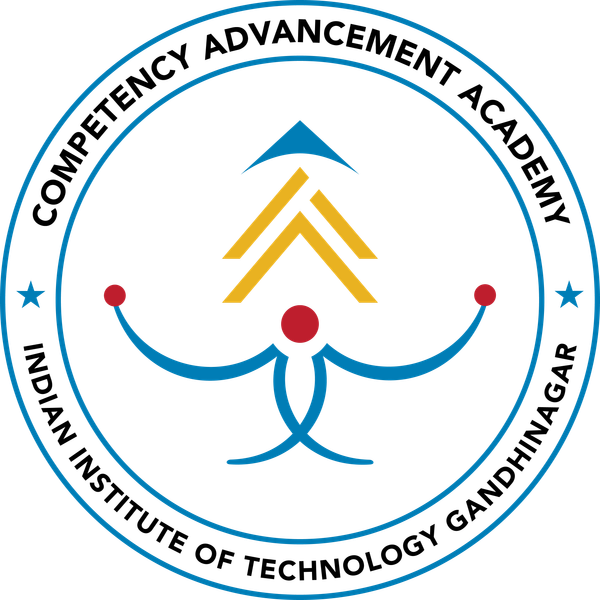 COMPETENCY ADVANCEMENT ACADEMY
INDIAN INSTITUTE OF TECHNOLOGY GANDHINAGAR